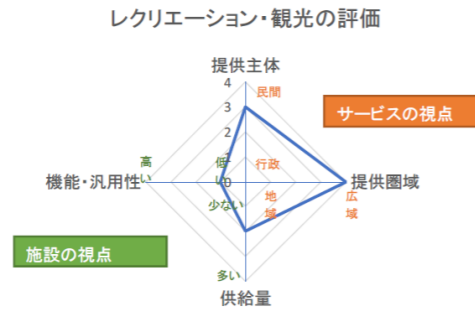 レクリエーション・観光の評価
提供主体
4
民間
3
サービスの視点
2
高い
低い
1
行政
機能・汎用性
0
提供圏域
少ない
地域
広域
施設の視点
多い
供給量